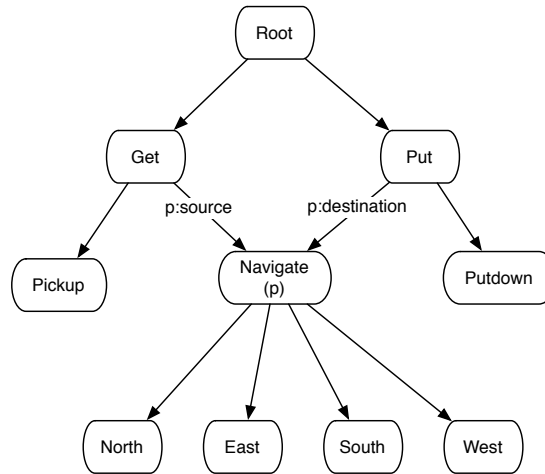 Root
Get
Put
p:source
p:destination
Pickup
Navigate
(p)
Putdown
North
East
South
West